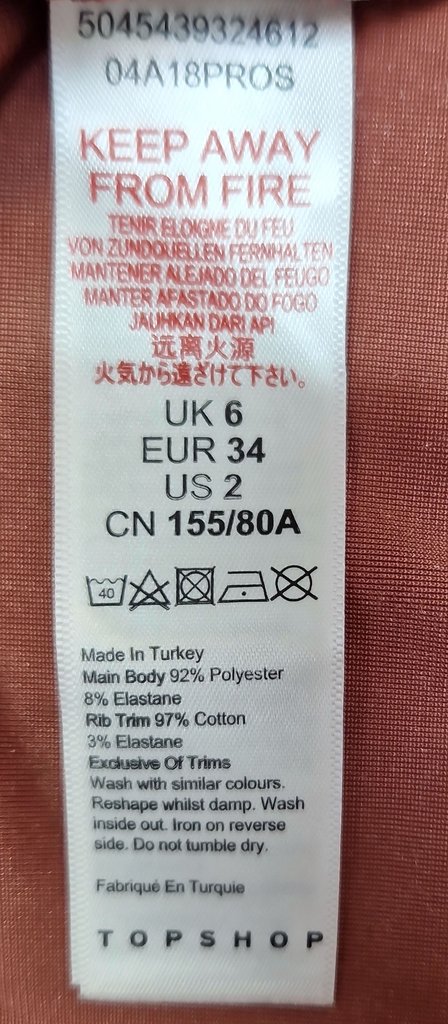 5045439324612
04A18PROS
KEEP AWAY
FROM FIRE
TENIR ELOIGNE DU FEU
VON ZUNDQUELLEN FERNHALTEN
MANTENER ALEJADO DEL FEUGO
MANTER AFASTADO DO FOGO
JAUHKAN DARI API
远离火源
火気から遠ざけて下さい。
UK 6
EUR 34
US 2
CN 155/80A
40
Made In Turkey
Main Body 92% Polyester
8% Elastane
Rib Trim 97% Cotton
3% Elastane
Exclusive Of Trims
Wash with similar colours.
Reshape whilst damp. Wash
inside out. Iron on reverse
side. Do not tumble dry.
Fabriqué En Turquie
TOPSHOP